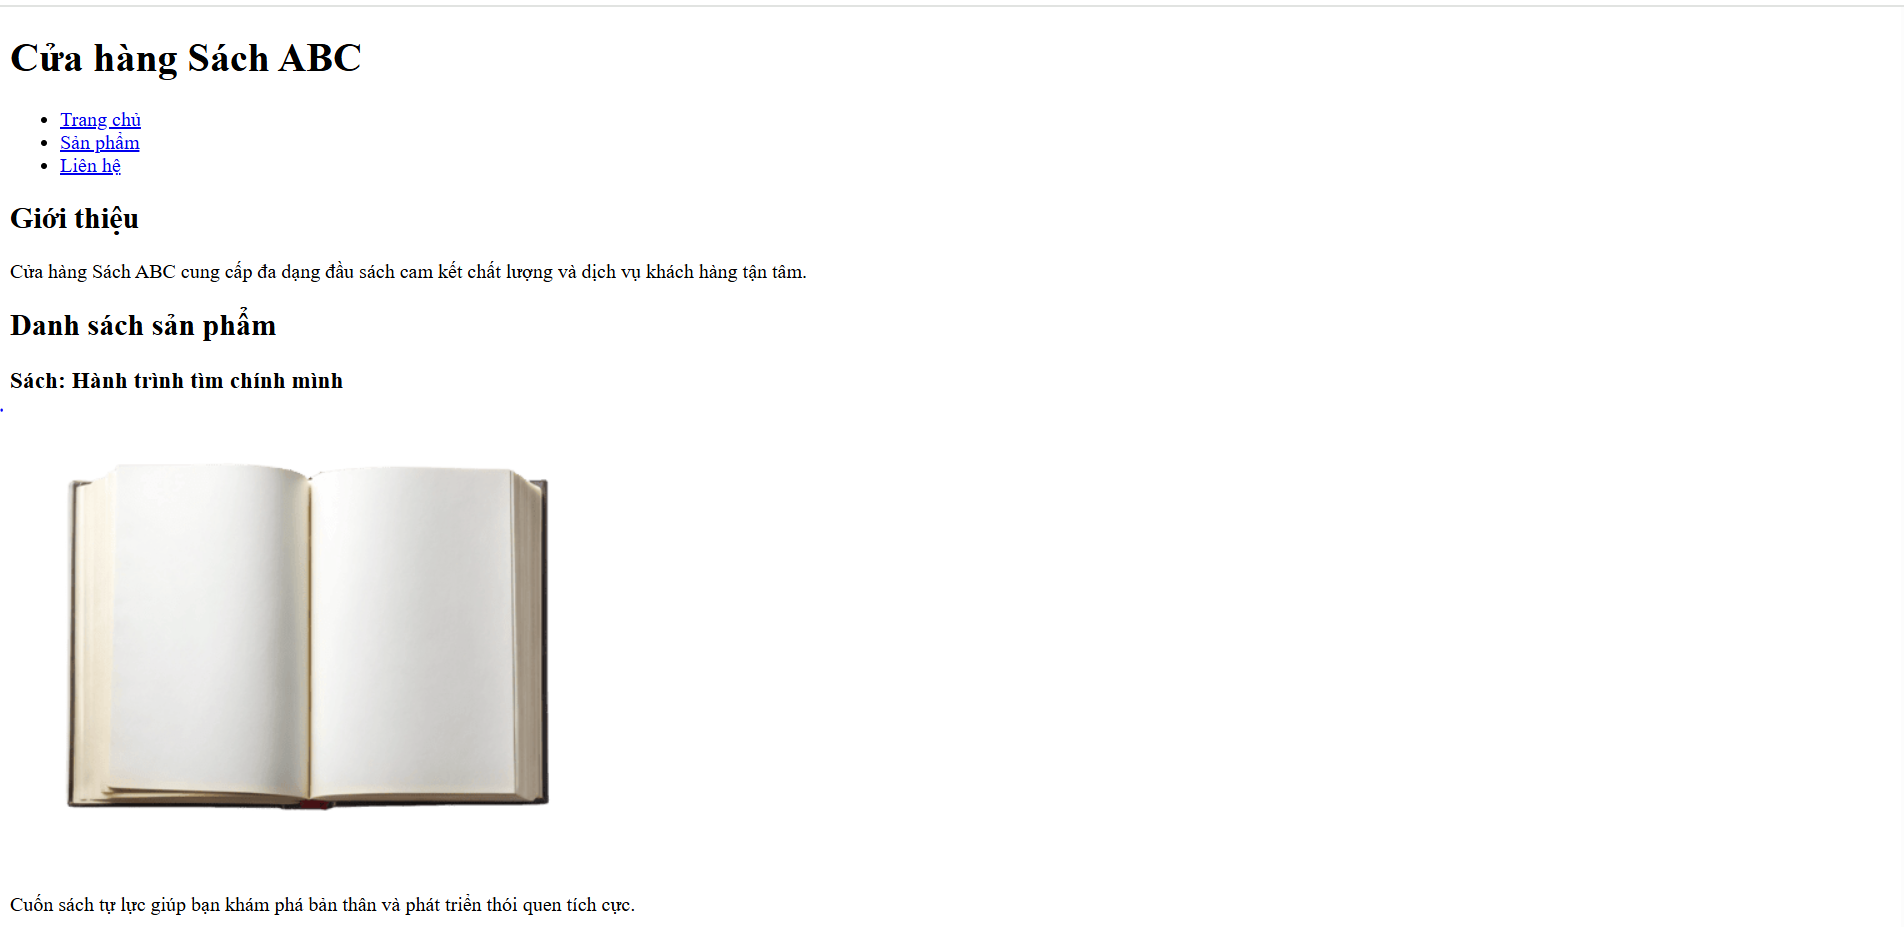 Cửa hàng Sách ABC
Trang chủ
Sản phẩm
Liên hệ
Giới thiệu
Cửa hàng Sách ABC cung cấp đa dạng đầu sách cam kết chất lượng và dịch vụ khách hàng tận tâm.
Danh sách sản phẩm
Sách: Hành trình tìm chính mình
Cuốn sách tự lực giúp bạn khám phá bản thân và phát triển thói quen tích cực.